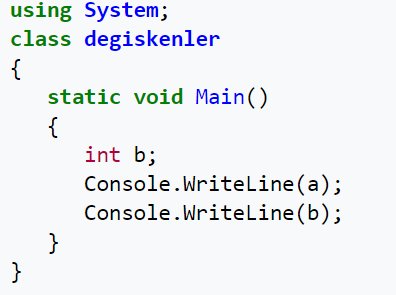 using System;
class degiskenler
{
   static void Main()
   {
      int b;
      Console.WriteLine(a);
      Console.WriteLine(b);
   }
}